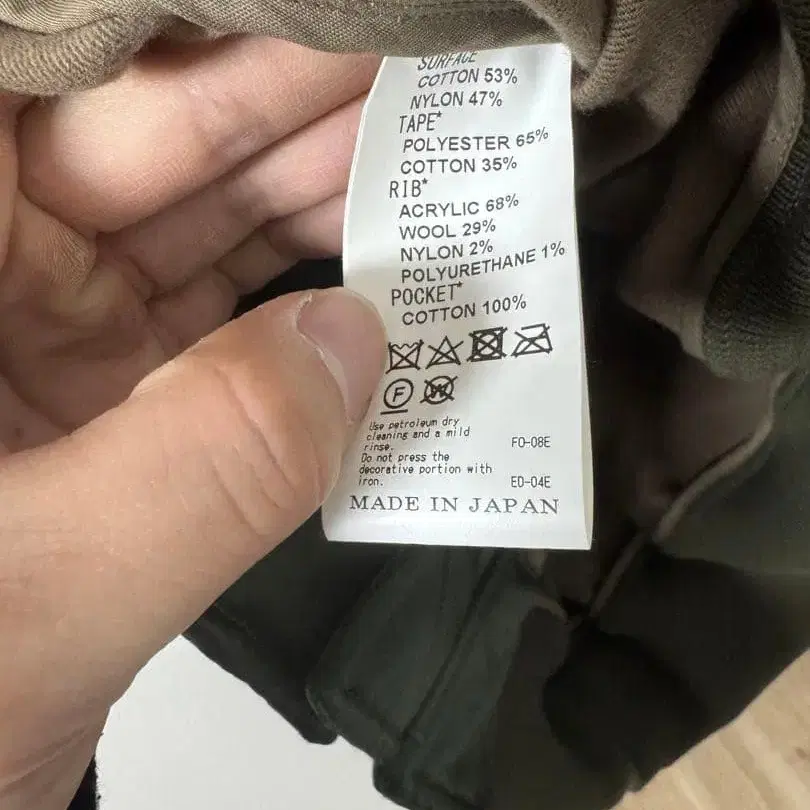 SURFACE
COTTON 53%
NYLON 47%
TAPE*
POLYESTER 65%
COTTON 35%
RIB*
ACRYLIC 68%
WOOL 29%
NYLON 2%
POLYURETHANE 1%
POCKET*
COTTON 100%
F W
Use petroleum dry
cleaning and a mild
rinse.
Do not press the
decorative portion with
iron.
FO-08E
ED-04E
MADE IN JAPAN